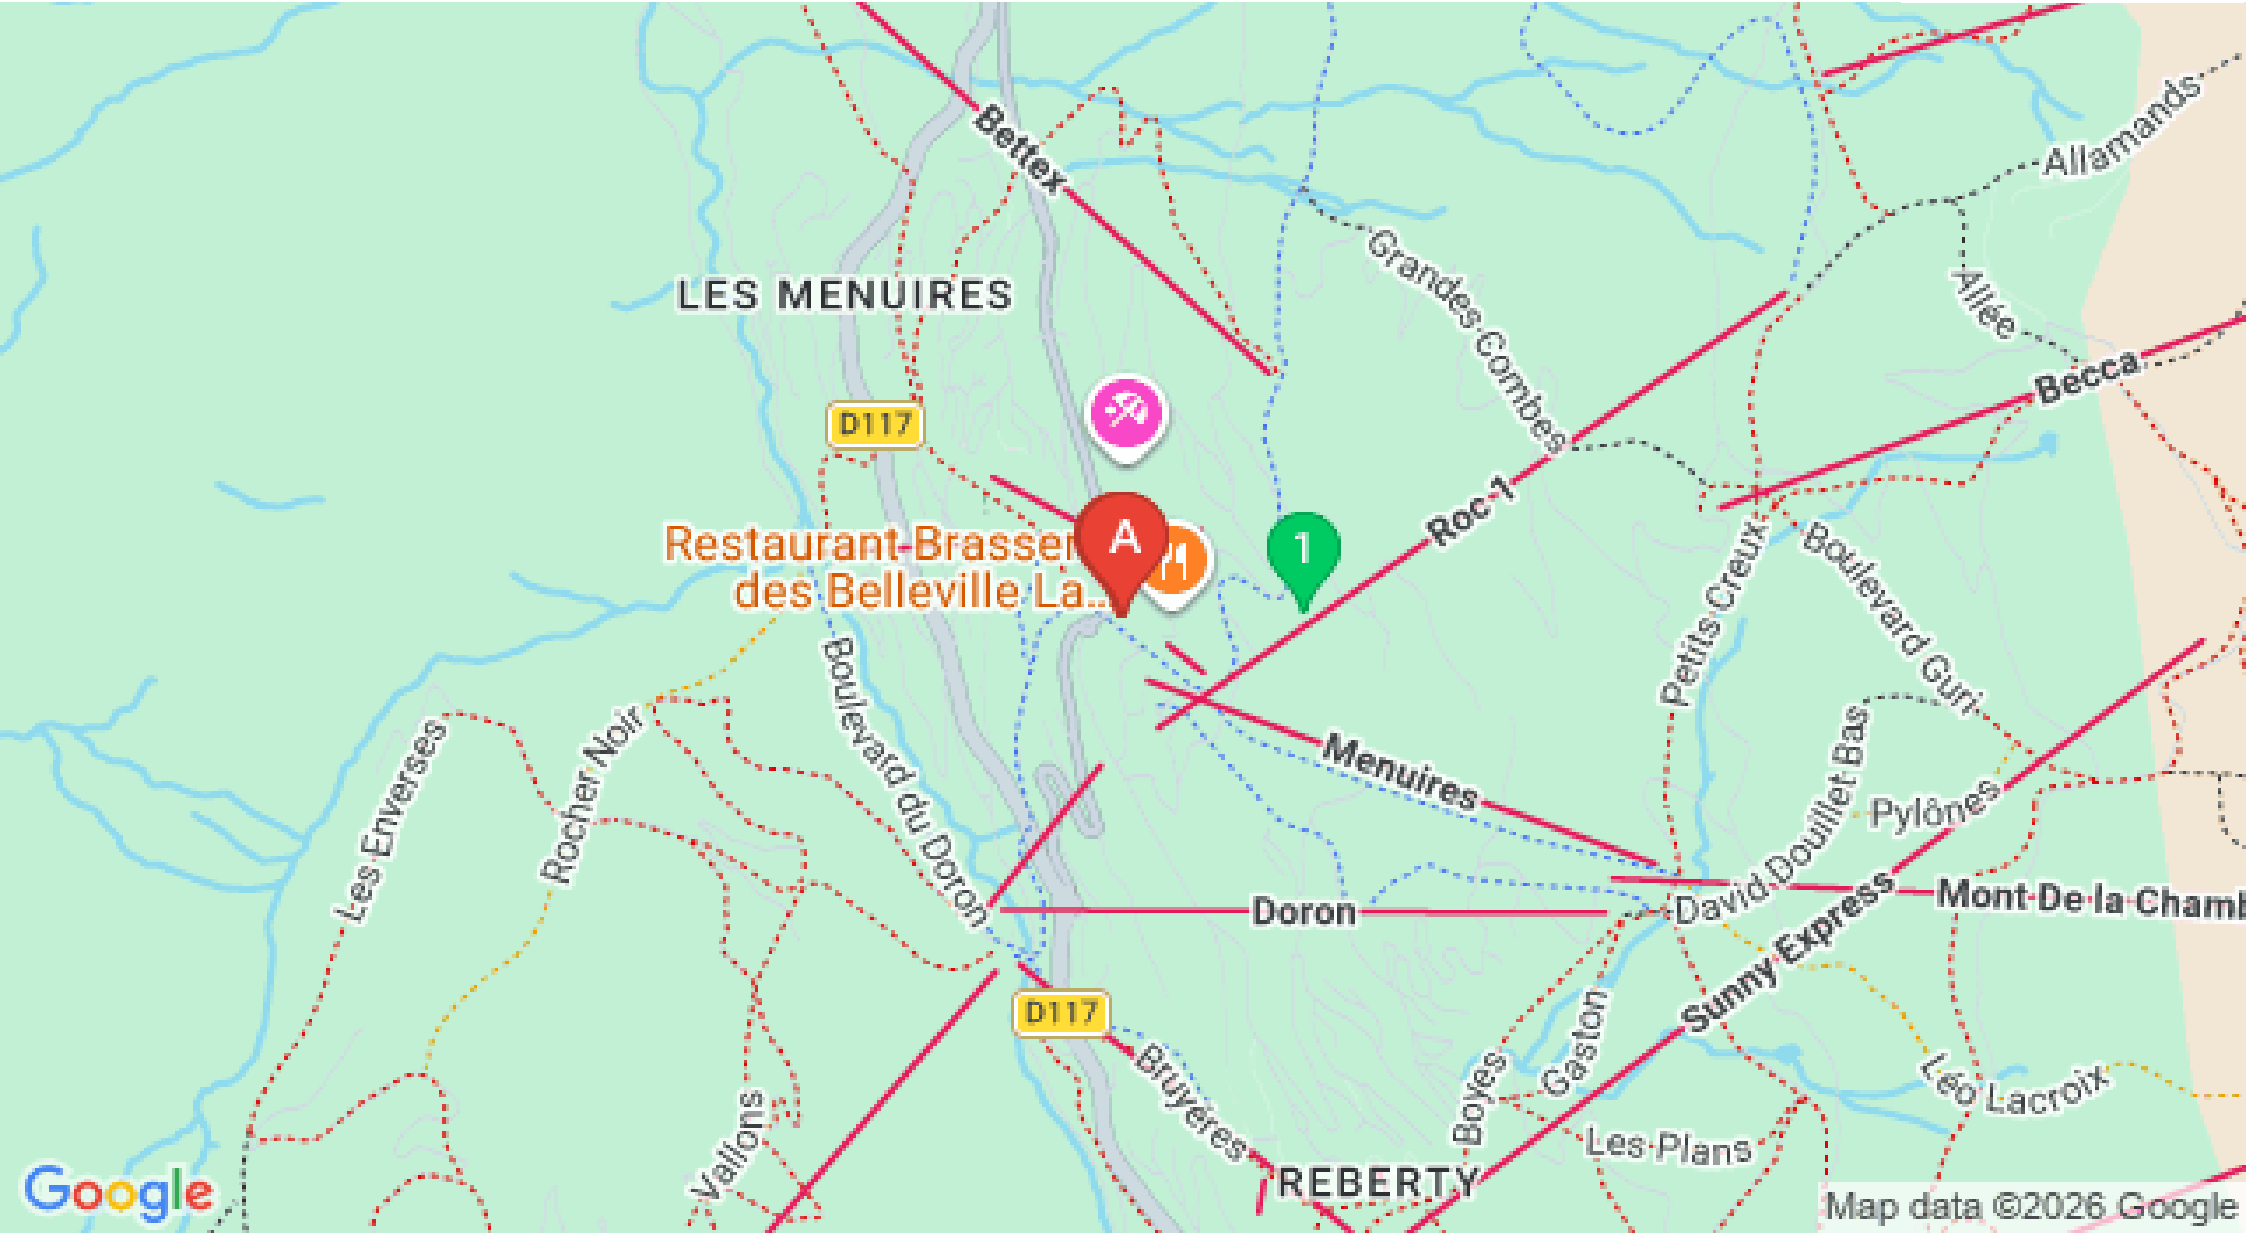 Allamands
Bettex
Grandes Combes
Allée
LES MENUIRES
Becca
D117
Roc 1
A
1
Restaurant Brasser
des Belleville La...
Petits Creux
Boulevard Guri
Boulevard du Doron
Les Enverses
Rocher Noir
Menuires
David Douillet Bas
Pylônes
Doron
Mont De la Chamb
Sunny Express
D117
Gaston
Bruyéres
Boyes
Léo Lacroix
Vallons
Les Plans
REBERTY
Google
Map data ©2026 Google